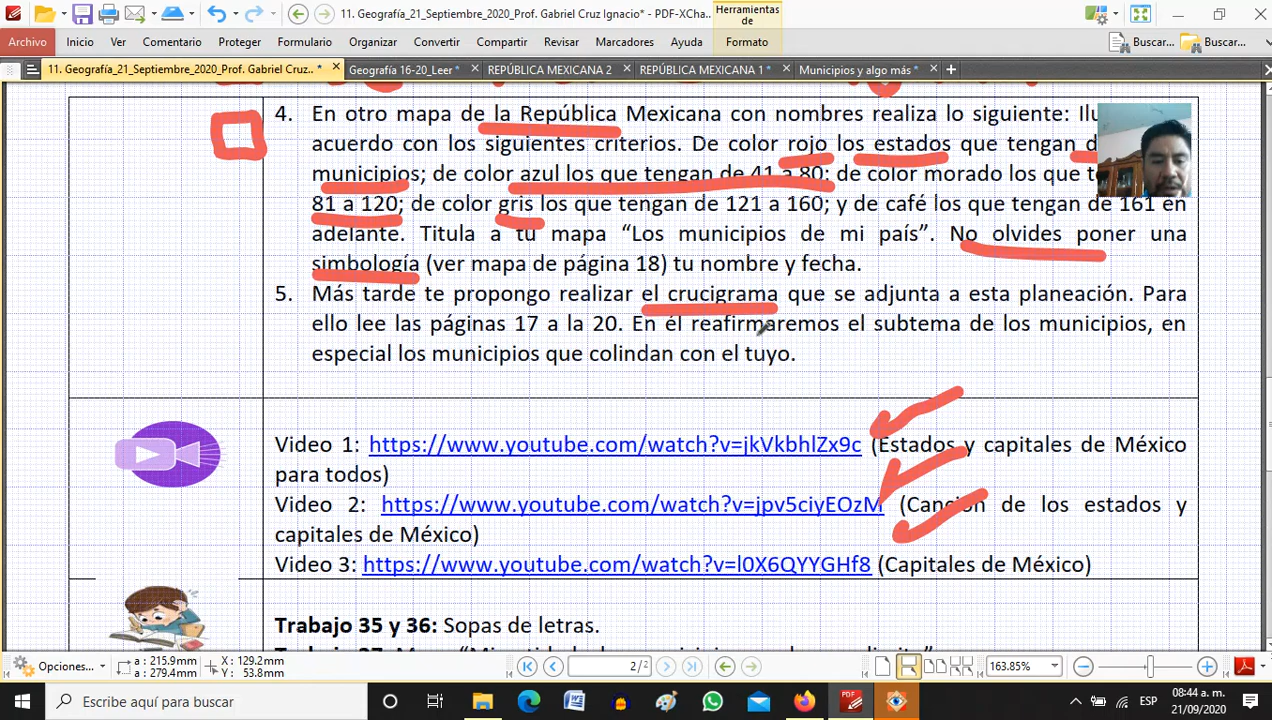 11. Geografía_21_Septiembre_2020_Prof. Gabriel Cruz Ignacio* - PDF-XCha...
Herramientas de
Archivo Inicio Ver Comentario Proteger Formulario Organizar Convertir Compartir Revisar Marcadores Ayuda Formato Buscar... Buscar...
11. Geografía_21_Septiembre_2020_Prof. Gabriel Cruz.. * Geografía 16-20_Leer * REPÚBLICA MEXICANA 2 REPÚBLICA MEXICANA 1 * Municipios y algo más *
4. En otro mapa de la República Mexicana con nombres realiza lo siguiente:
acuerdo con los siguientes criterios. De color rojo los estados que tengan
municipios; de color azul los que tengan de 41 a 80; de color morado los que
81 a 120; de color gris los que tengan de 121 a 160; y de café los que tengan de 161 en
adelante. Titula a tu mapa “Los municipios de mi país”. No olvides poner una
simbología (ver mapa de página 18) tu nombre y fecha.
5. Más tarde te propongo realizar el crucigrama que se adjunta a esta planeación. Para
ello lee las páginas 17 a la 20. En él reafirmaremos el subtema de los municipios, en
especial los municipios que colindan con el tuyo.
Video 1: https://www.youtube.com/watch?v=jkVkbhlZx9c (Estados y capitales de México
para todos)
Video 2: https://www.youtube.com/watch?v=jpv5ciyEOzM (Canción de los estados y
capitales de México)
Video 3: https://www.youtube.com/watch?v=l0X6QYYGHf8 (Capitales de México)
Trabajo 35 y 36: Sopas de letras.
Opciones... : 215.9mm X : 129.2mm 2/2 163.85%
: 279.4mm Y : 53.8mm
Escribe aquí para buscar ESP 08:44 a. m.
21/09/2020